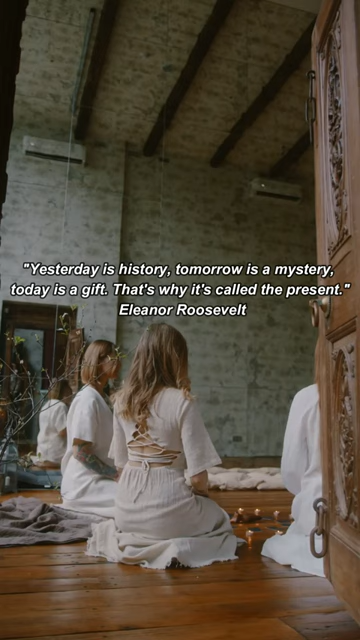 "Yesterday is history, tomorrow is a mystery,
today is a gift. That's why it's called the present."
Eleanor Roosevelt